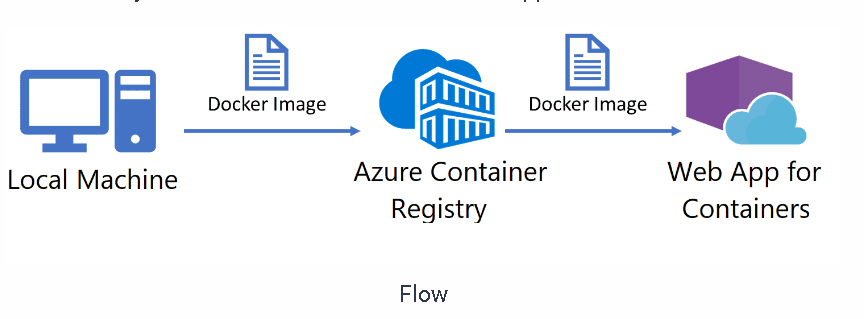 Docker Image
Docker Image
Local Machine
Azure Container
Registry
Web App for
Containers
Flow